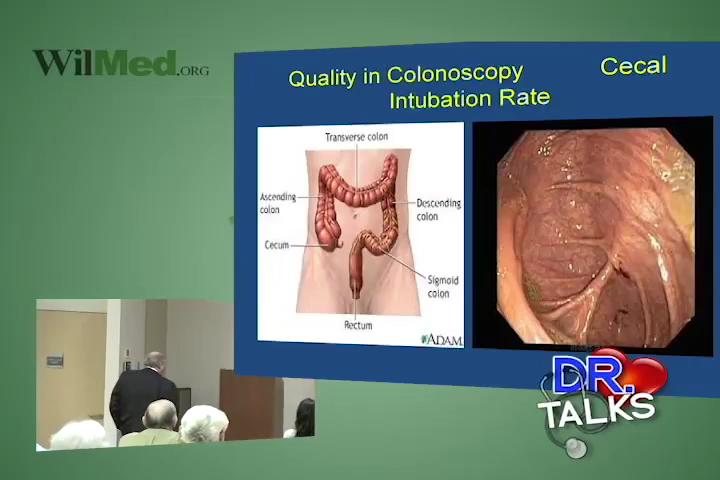 WilMed.ORG
Quality in Colonoscopy Cecal
Intubation Rate
Transverse colon
Ascending
colon
Descending
colon
Cecum
Sigmoid
colon
Rectum
ADAM
DR.
TALKS